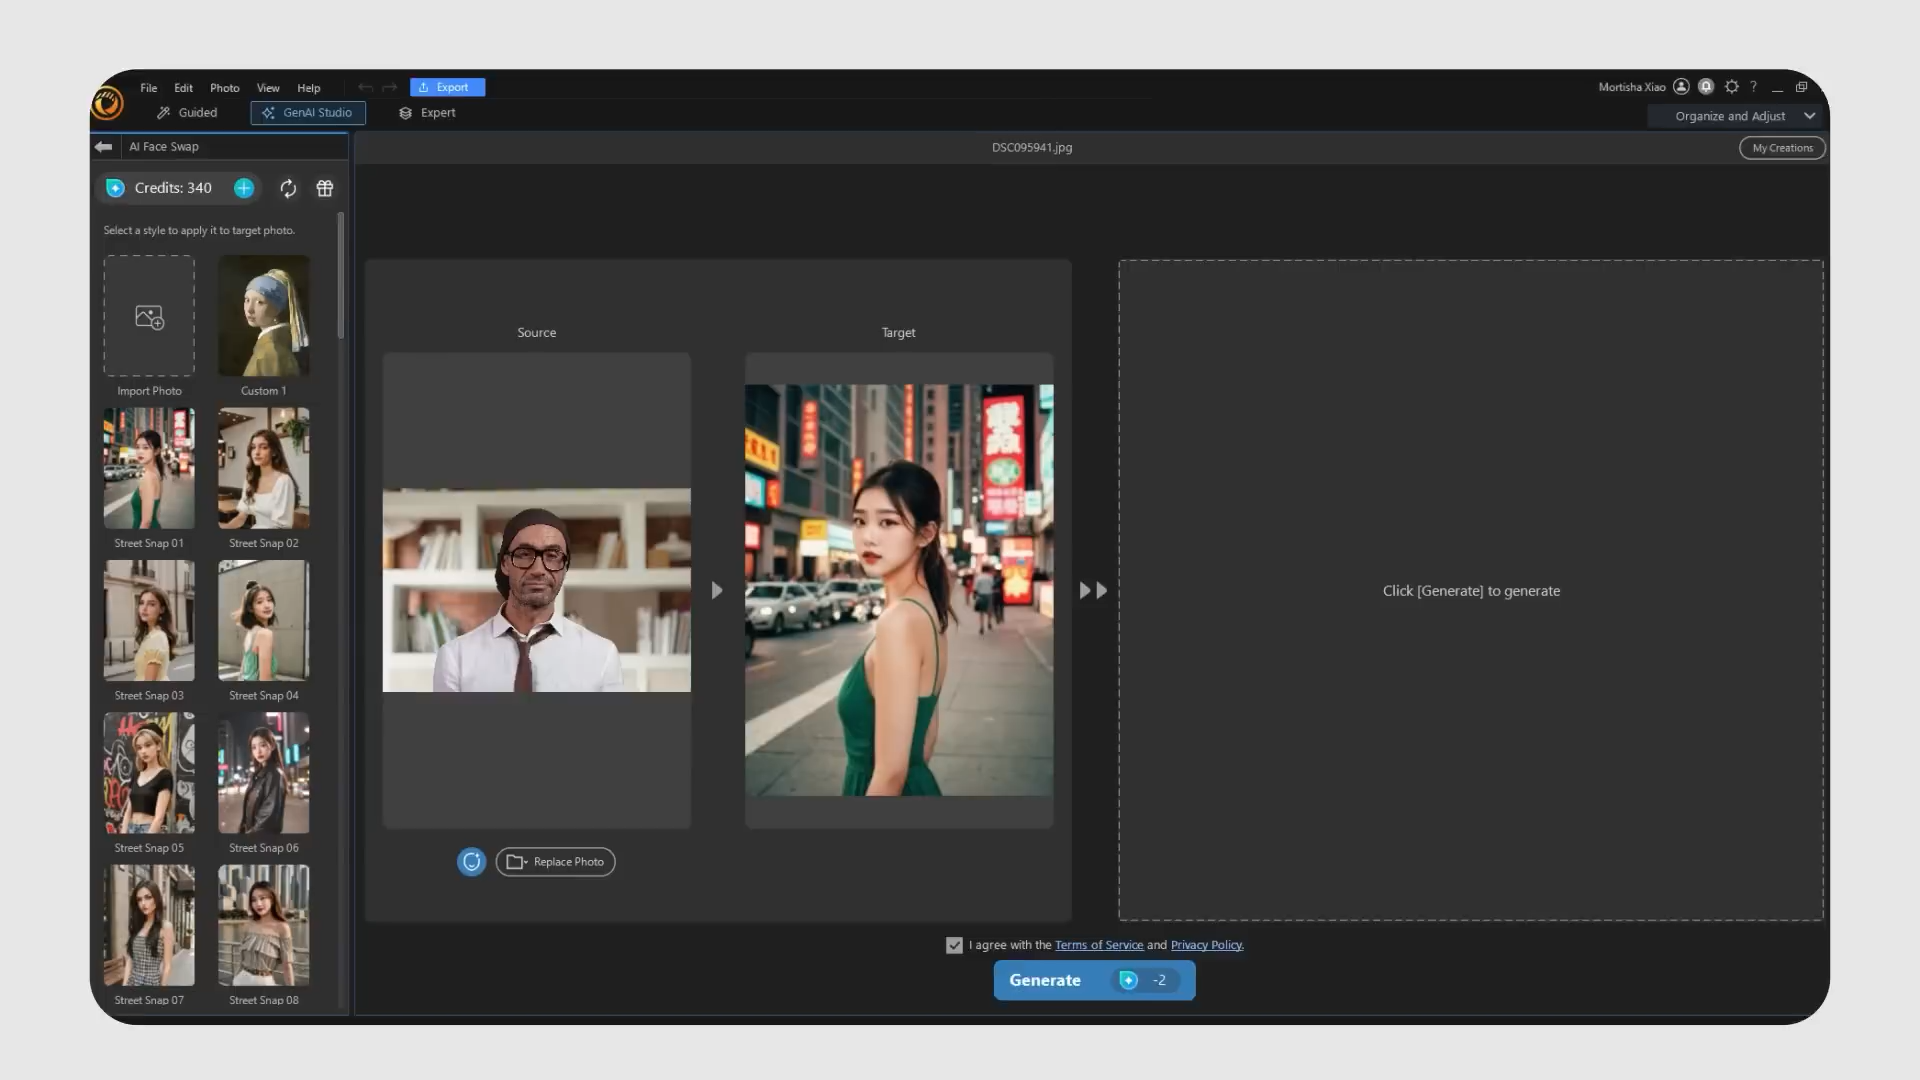 File Edit Photo View Help Export Mortisha Xiao ?
Guided GenAI Studio Expert Organize and Adjust
AI Face Swap DSC095941.jpg My Creations
Credits: 340
Select a style to apply it to target photo.
Import Photo Custom 1
Source Target
Street Snap 01 Street Snap 02
Click [Generate] to generate
Street Snap 03 Street Snap 04
Street Snap 05 Street Snap 06
Replace Photo
I agree with the Terms of Service and Privacy Policy.
Generate -2
Street Snap 07 Street Snap 08